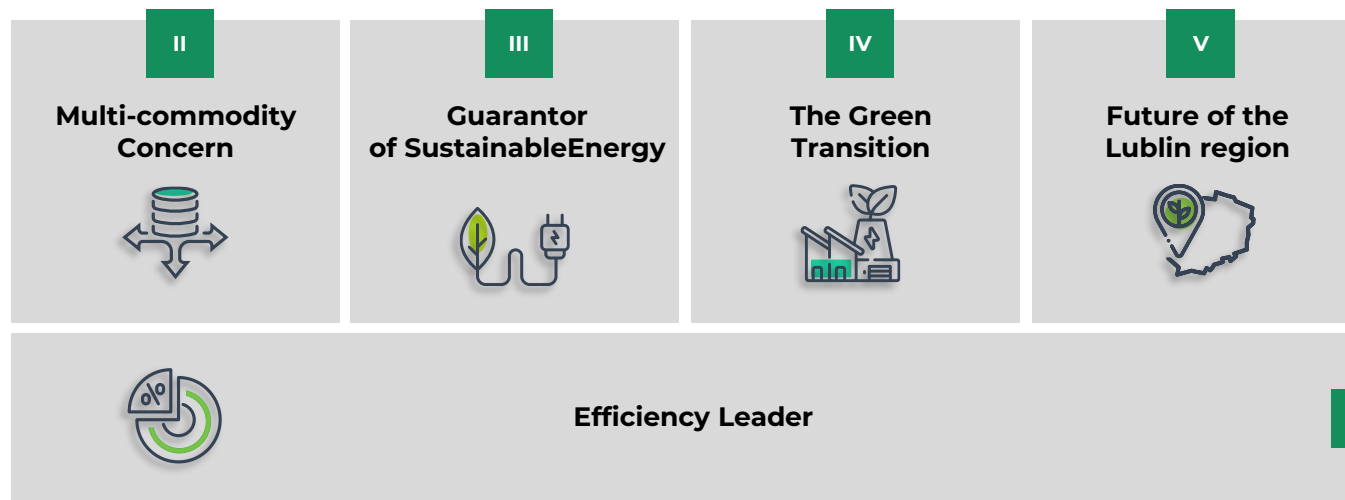 II
Multi-commodity
Concern
III
Guarantor
of SustainableEnergy
IV
The Green
Transition
V
Future of the
Lublin region
%
Efficiency Leader